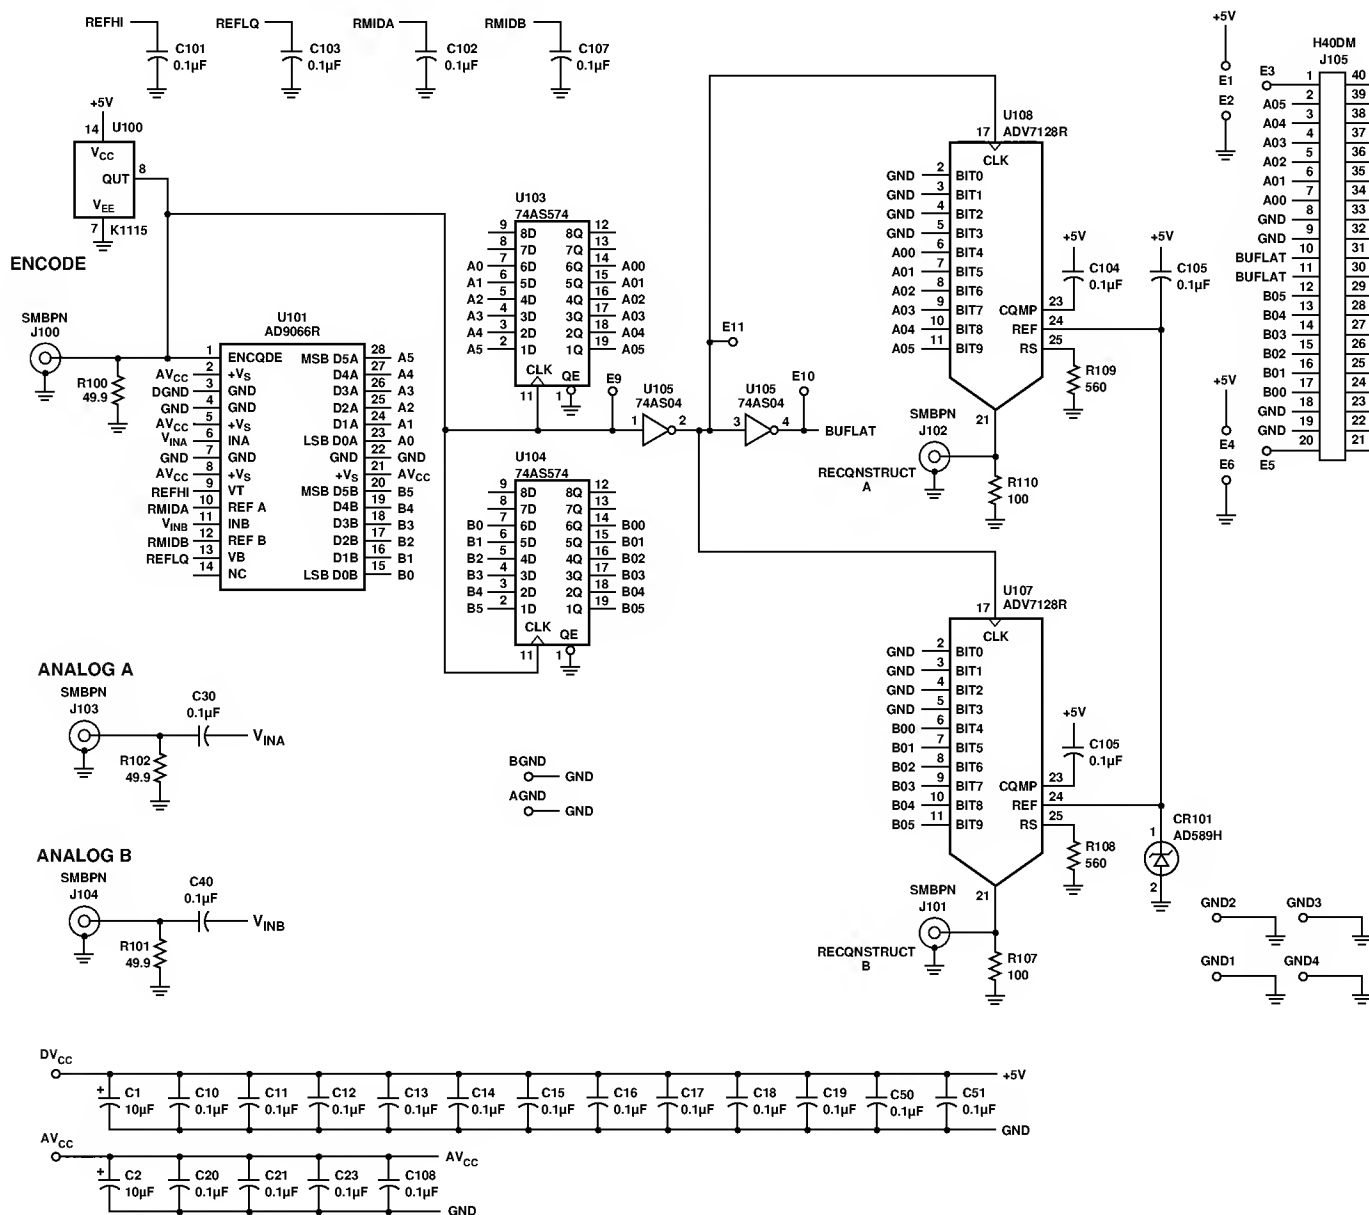 REFHI
C101
0.1µF
REFLQ
C103
0.1µF
RMIDA
C102
0.1µF
RMIDB
C107
0.1µF
+5V
14
U100
VCC
QUT
8
VEE
7
K1115
ENCODE
SMBPN
J100
R100
49.9
U101
AD9066R
1 ENCQDE MSB D5A 28 A5
AVCC 2 +VS D4A 27 A4
DGND 3 GND D3A 26 A3
GND 4 GND D2A 25 A2
AVCC 5 +VS D1A 24 A1
VINA 6 INA LSB D0A 23 A0
GND 7 GND GND 22 GND
AVCC 8 +VS +VS 21 AVCC
REFHI 9 VT MSB D5B 20 B5
RMIDA 10 REF A D4B 19 B4
VINB 11 INB D3B 18 B3
RMIDB 12 REF B D2B 17 B2
REFLQ 13 VB D1B 16 B1
14 NC LSB D0B 15 B0
U103
74AS574
9 8D 8Q 12
8 7D 7Q 13
A0 7 6D 6Q 14 A00
A1 6 5D 5Q 15 A01
A2 5 4D 4Q 16 A02
A3 4 3D 3Q 17 A03
A4 3 2D 2Q 18 A04
A5 2 1D 1Q 19 A05
CLK QE
11 1
U104
74AS574
9 8D 8Q 12
8 7D 7Q 13
B0 7 6D 6Q 14 B00
B1 6 5D 5Q 15 B01
B2 5 4D 4Q 16 B02
B3 4 3D 3Q 17 B03
B4 3 2D 2Q 18 B04
B5 2 1D 1Q 19 B05
CLK QE
11 1
E9
U105
74AS04
1 2
E11
U105
74AS04
3 4
E10
BUFLAT
U108
17 ADV7128R
CLK
GND 2 BIT0
GND 3 BIT1
GND 4 BIT2
GND 5 BIT3
A00 6 BIT4
A01 7 BIT5
A02 8 BIT6
A03 9 BIT7 CQMP 23
A04 10 BIT8 REF 24
A05 11 BIT9 RS 25
+5V
C104
0.1µF
+5V
C105
0.1µF
R109
560
21
SMBPN
J102
RECQNSTRUCT
A
R110
100
U107
17 ADV7128R
CLK
GND 2 BIT0
GND 3 BIT1
GND 4 BIT2
GND 5 BIT3
B00 6 BIT4
B01 7 BIT5
B02 8 BIT6
B03 9 BIT7 CQMP 23
B04 10 BIT8 REF 24
B05 11 BIT9 RS 25
+5V
C105
0.1µF
R108
560
21
SMBPN
J101
RECQNSTRUCT
B
R107
100
1
CR101
AD589H
2
+5V
E1
E2
+5V
E4
E6
H40DM
J105
E3 1 40
A05 2 39
A04 3 38
A03 4 37
A02 5 36
A01 6 35
A00 7 34
GND 8 33
GND 9 32
BUFLAT 10 31
BUFLAT 11 30
B05 12 29
B04 13 28
B03 14 27
B02 15 26
B01 16 25
B00 17 24
GND 18 23
GND 19 22
E5 20 21
ANALOG A
SMBPN
J103
R102
49.9
C30
0.1µF
VINA
ANALOG B
SMBPN
J104
R101
49.9
C40
0.1µF
VINB
BGND
GND
AGND
GND
GND2
GND3
GND1
GND4
DVCC
+5V
+ C1 C10 C11 C12 C13 C14 C15 C16 C17 C18 C19 C50 C51
10µF 0.1µF 0.1µF 0.1µF 0.1µF 0.1µF 0.1µF 0.1µF 0.1µF 0.1µF 0.1µF 0.1µF 0.1µF
GND
AVCC
AVCC
+ C2 C20 C21 C23 C108
10µF 0.1µF 0.1µF 0.1µF 0.1µF
GND